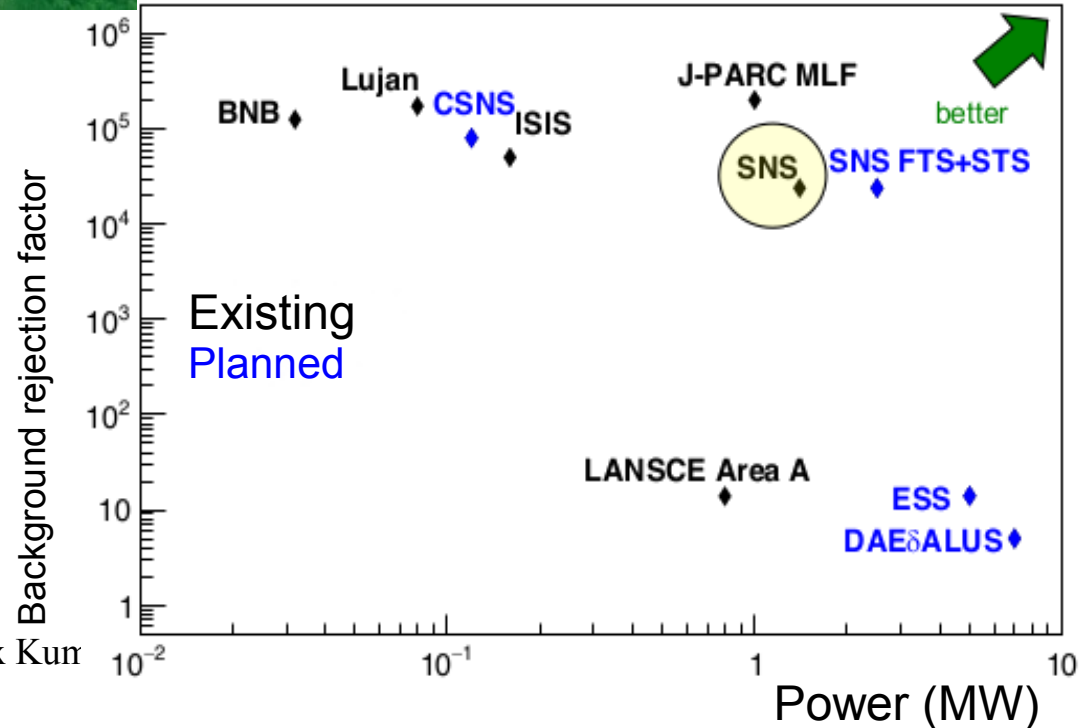 Background rejection factor
10⁶
10⁵
10⁴
10³
10²
10
1
Lujan
CSNS
BNB
ISIS
J-PARC MLF
better
SNS
SNS FTS+STS
Existing
Planned
LANSCE Area A
ESS
DAEδALUS
10⁻²
10⁻¹
1
10
Power (MW)